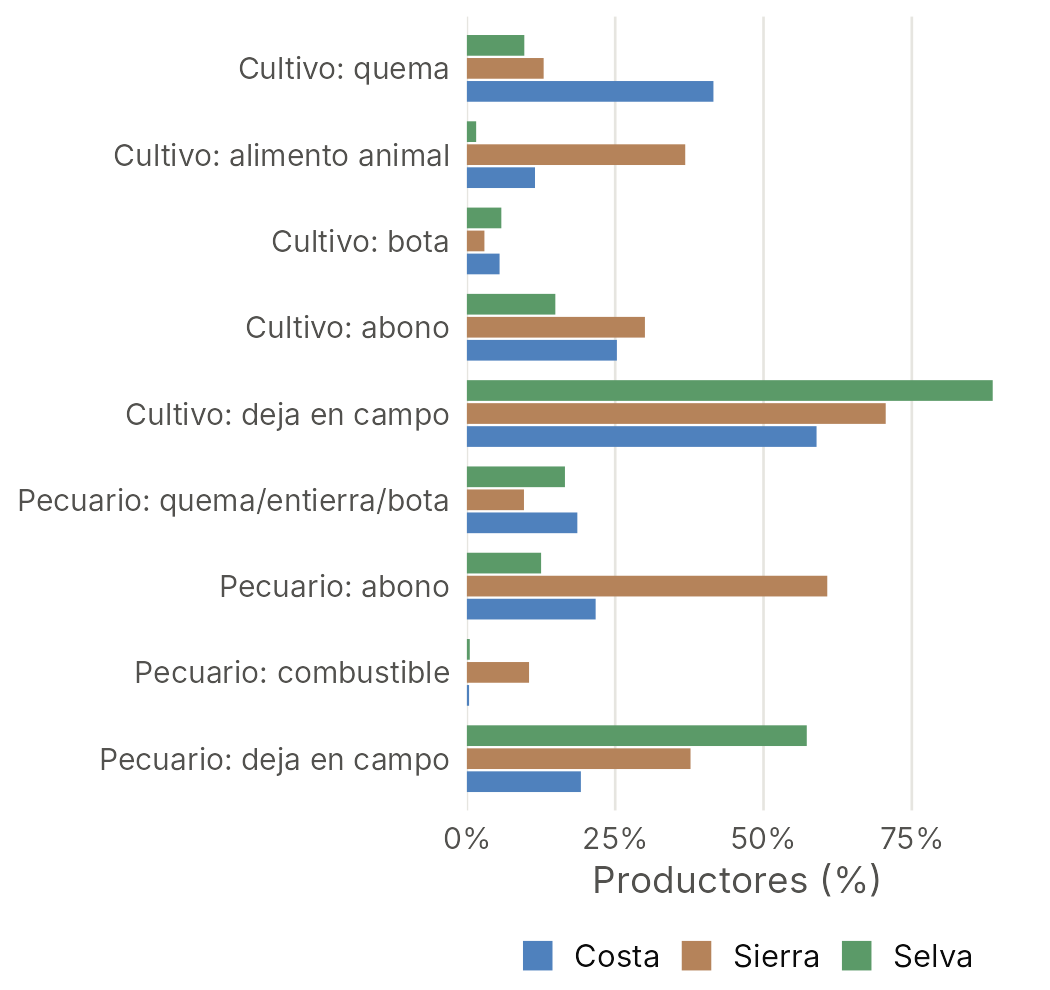 Cultivo: quema
Cultivo: alimento animal
Cultivo: bota
Cultivo: abono
Cultivo: deja en campo
Pecuario: quema/entierra/bota
Pecuario: abono
Pecuario: combustible
Pecuario: deja en campo
0% 25% 50% 75%
Productores (%)
Costa Sierra Selva